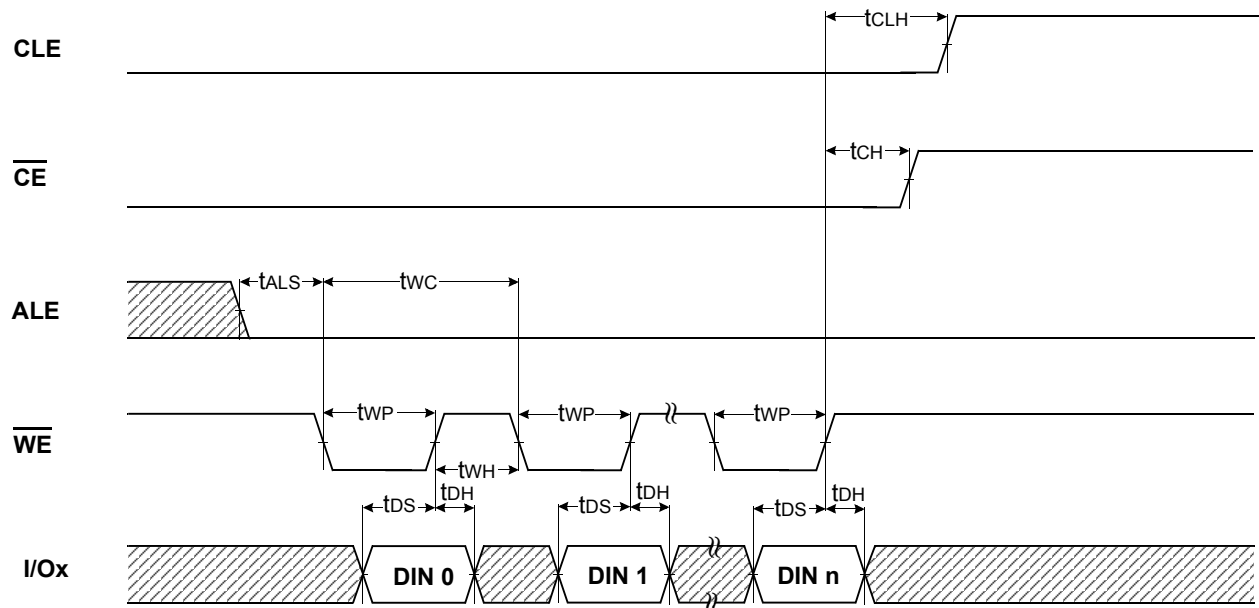 CLE
tCLH
CE
tCH
ALE
tALS
tWC
WE
tWP
tWP
tWP
tWH
tDS
tDH
tDS
tDH
tDS
tDH
I/Ox
DIN 0
DIN 1
DIN n